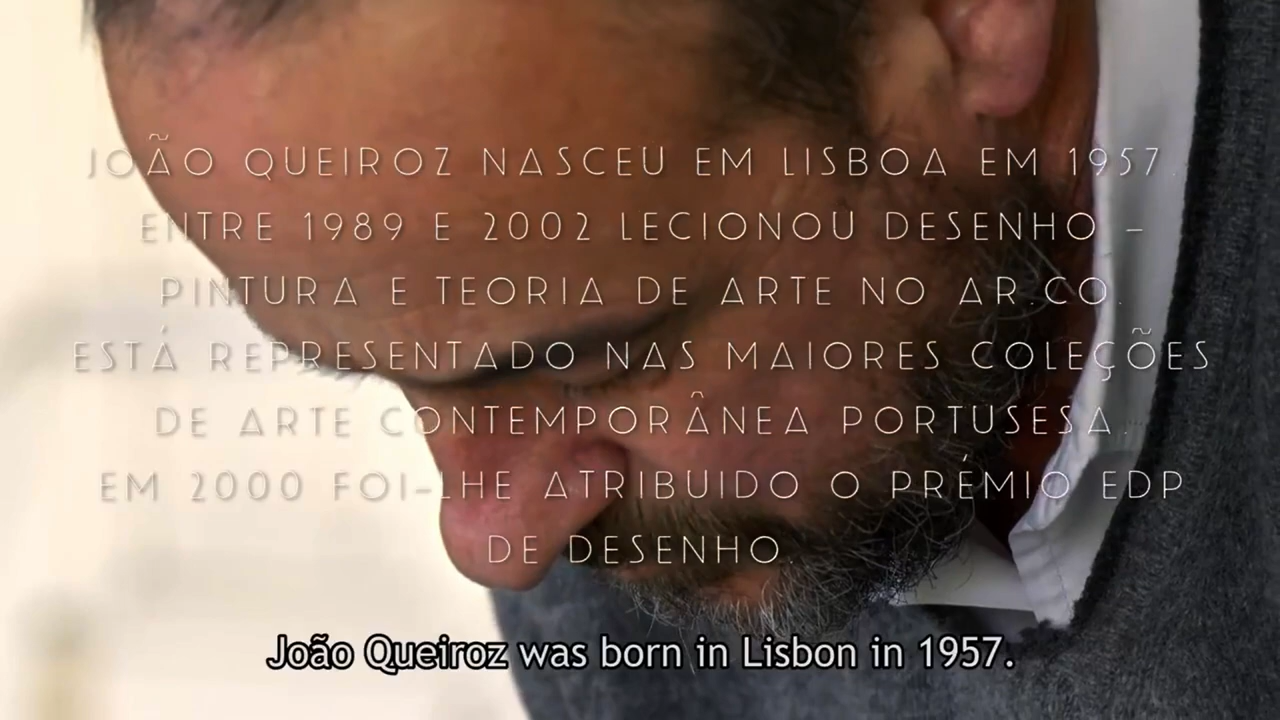 JOÃO QUEIROZ NASCEU EM LISBOA EM 1957.
ENTRE 1989 E 2002 LECIONOU DESENHO -
PINTURA E TEORIA DE ARTE NO AR.CO.
ESTÁ REPRESENTADO NAS MAIORES COLEÇÕES
DE ARTE CONTEMPORÂNEA PORTUSESA.
EM 2000 FOI-LHE ATRIBUIDO O PRÉMIO EDP
DE DESENHO.
João Queiroz was born in Lisbon in 1957.